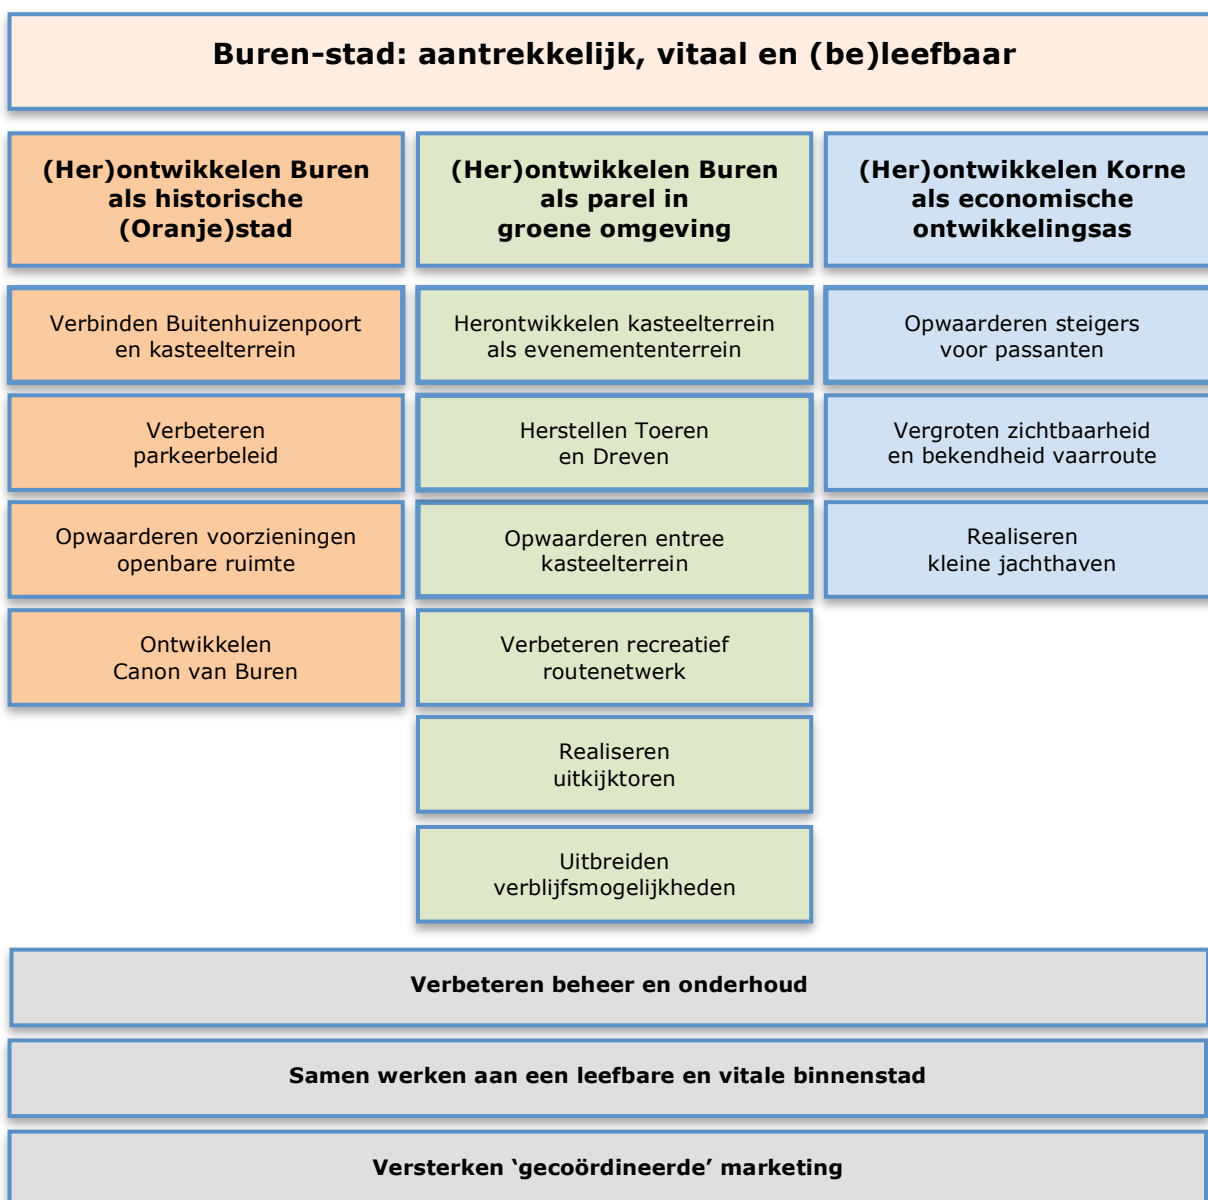 Buren-stad: aantrekkelijk, vitaal en (be)leefbaar
(Her)ontwikkelen Buren
als historische
(Oranje)stad
Verbinden Buitenhuizenpoort
en kasteelterrein
Verbeteren
parkeerbeleid
Opwaarderen voorzieningen
openbare ruimte
Ontwikkelen
Canon van Buren
(Her)ontwikkelen Buren
als parel in
groene omgeving
Herontwikkelen kasteelterrein
als evenemententerrein
Herstellen Toeren
en Dreven
Opwaarderen entree
kasteelterrein
Verbeteren recreatief
routenetwerk
Realiseren
uitkijktoren
Uitbreiden
verblijfsmogelijkheden
(Her)ontwikkelen Korne
als economische
ontwikkelingsas
Opwaarderen steigers
voor passanten
Vergroten zichtbaarheid
en bekendheid vaarroute
Realiseren
kleine jachthaven
Verbeteren beheer en onderhoud
Samen werken aan een leefbare en vitale binnenstad
Versterken ‘gecoördineerde’ marketing